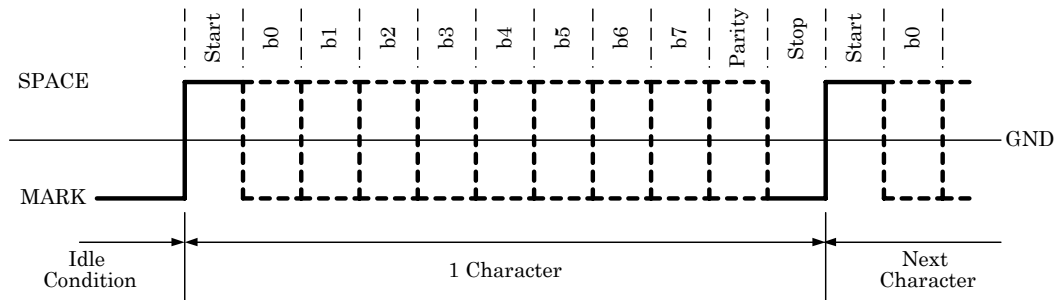 Start b0 b1 b2 b3 b4 b5 b6 b7 Parity Stop Start b0
SPACE
GND
MARK
Idle
Condition
1 Character
Next
Character